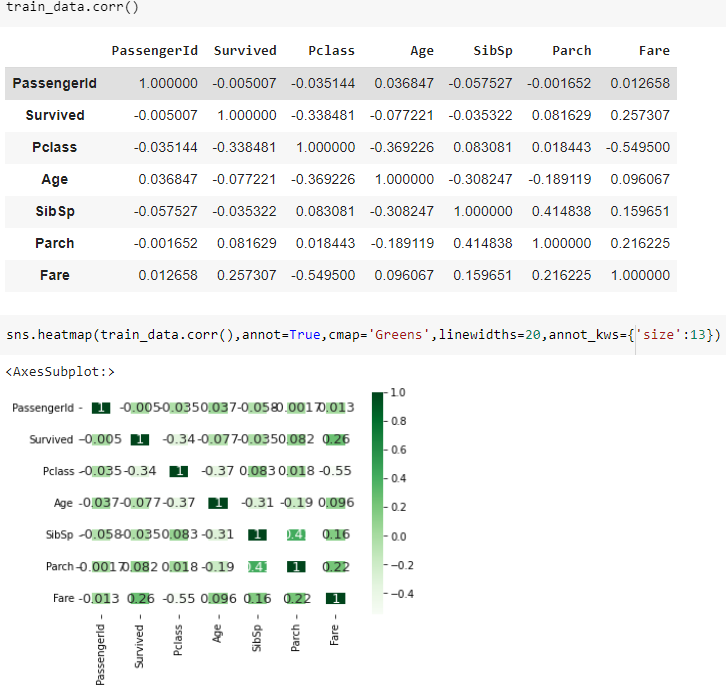 train_data.corr()
PassengerId Survived Pclass Age SibSp Parch Fare
PassengerId 1.000000 -0.005007 -0.035144 0.036847 -0.057527 -0.001652 0.012658
Survived -0.005007 1.000000 -0.338481 -0.077221 -0.035322 0.081629 0.257307
Pclass -0.035144 -0.338481 1.000000 -0.369226 0.083081 0.018443 -0.549500
Age 0.036847 -0.077221 -0.369226 1.000000 -0.308247 -0.189119 0.096067
SibSp -0.057527 -0.035322 0.083081 -0.308247 1.000000 0.414838 0.159651
Parch -0.001652 0.081629 0.018443 -0.189119 0.414838 1.000000 0.216225
Fare 0.012658 0.257307 -0.549500 0.096067 0.159651 0.216225 1.000000
sns.heatmap(train_data.corr(),annot=True,cmap='Greens',linewidths=20,annot_kws={'size':13})
<AxesSubplot:>
PassengerId 1 -0.005 -0.035 0.037 -0.058 0.0017 0.013
Survived -0.005 1 -0.34 -0.077 -0.035 0.082 0.26
Pclass -0.035 -0.34 1 -0.37 0.083 0.018 -0.55
Age 0.037 -0.077 -0.37 1 -0.31 -0.19 0.096
SibSp -0.058 0.035 0.083 -0.31 1 0.4 0.16
Parch -0.0017 0.082 0.018 -0.19 0.41 1 0.22
Fare 0.013 0.26 -0.55 0.096 0.16 0.22 1
PassengerId Survived Pclass Age SibSp Parch Fare
1.0
0.8
0.6
0.4
0.2
0.0
−0.2
−0.4